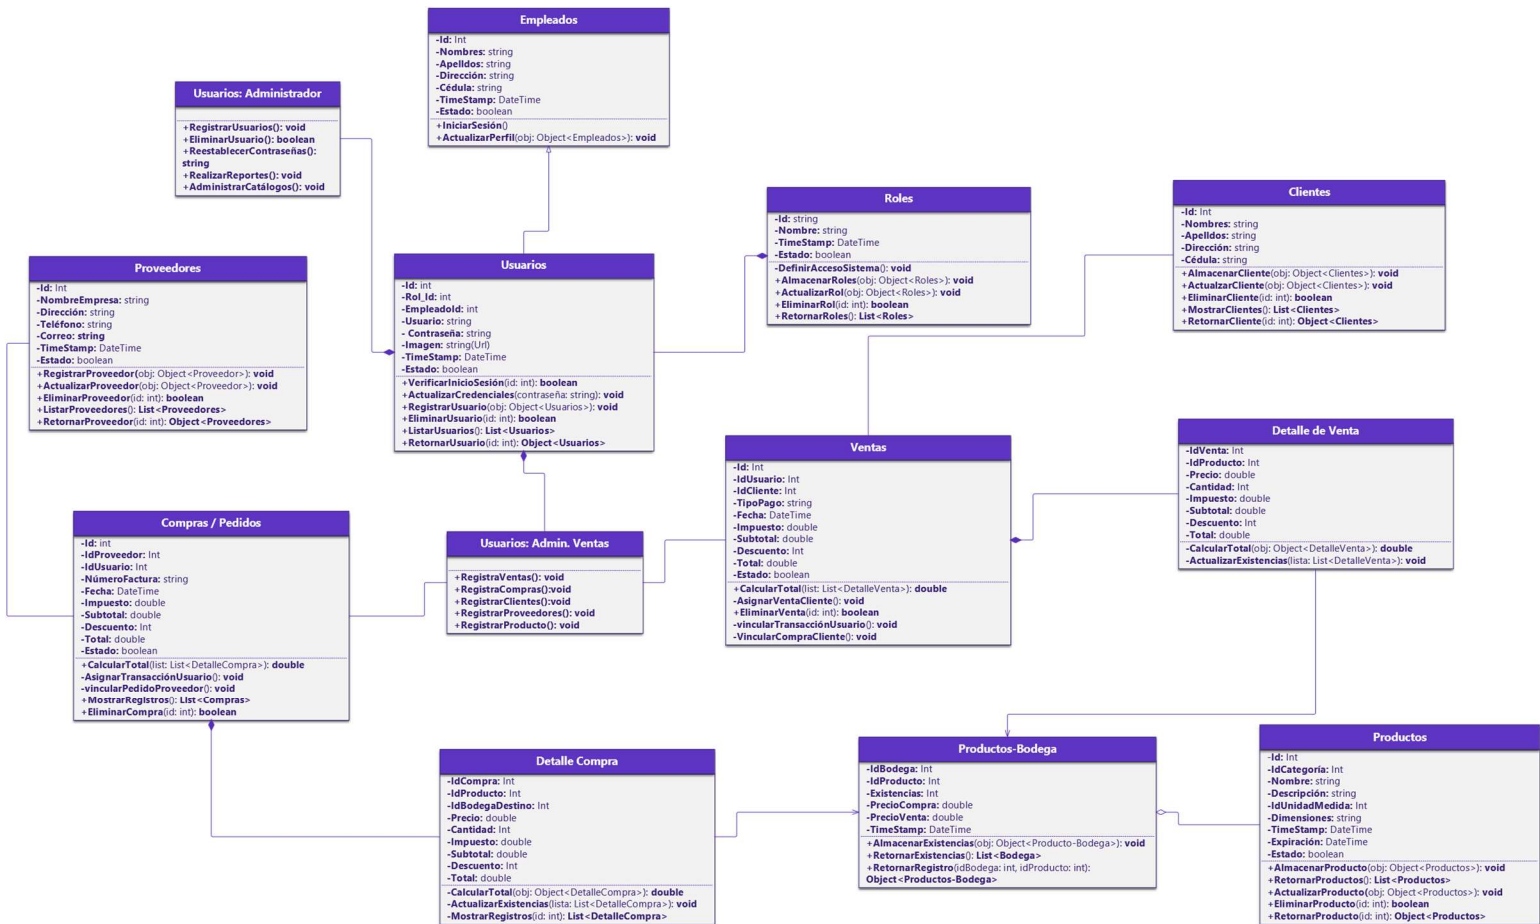 Empleados
-Id: Int
-Nombres: string
-Apelldos: string
-Dirección: string
-Cédula: string
-TimeStamp: DateTime
-Estado: boolean
+IniciarSesión()
+ActualizarPerfil(obj: Object<Empleados>): void
Usuarios: Administrador
+RegistrarUsuarios(): void
+EliminarUsuario(): boolean
+ReestablecerContraseñas():
string
+RealizarReportes(): void
+AdministrarCatálogos(): void
Roles
-Id: string
-Nombre: string
-TimeStamp: DateTime
-Estado: boolean
-DefinirAccesoSistema(): void
+AlmacenarRoles(obj: Object<Roles>): void
+ActualizarRol(obj: Object<Roles>): void
+EliminarRol(id: int): boolean
+RetornarRoles(): List<Roles>
Clientes
-Id: Int
-Nombres: string
-Apelldos: string
-Dirección: string
-Cédula: string
+AlmacenarCliente(obj: Object<Clientes>): void
+ActualzarCliente(obj: Object<Clientes>): void
+EliminarCliente(id: int): boolean
+MostrarClientes(): List<Clientes>
+RetornarCliente(id: int): Object<Clientes>
Proveedores
-Id: Int
-NombreEmpresa: string
-Dirección: string
-Teléfono: string
-Correo: string
-TimeStamp: DateTime
-Estado: boolean
+RegistrarProveedor(obj: Object<Proveedor>): void
+ActualizarProveedor(obj: Object<Proveedor>): void
+EliminarProveedor(id: int): boolean
+ListarProveedores(): List<Proveedores>
+RetornarProveedor(id: int): Object<Proveedores>
Usuarios
-Id: int
-Rol_Id: int
-EmpleadoId: int
-Usuario: string
- Contraseña: string
-Imagen: string(Url)
-TimeStamp: DateTime
-Estado: boolean
+VerificarInicioSesión(id: int): boolean
+ActualizarCredenciales(contraseña: string): void
+RegistrarUsuario(obj: Object<Usuarios>): void
+EliminarUsuario(id: int): boolean
+ListarUsuarios(): List<Usuarios>
+RetornarUsuario(id: int): Object<Usuarios>
Ventas
-Id: Int
-IdUsuario: Int
-IdCliente: Int
-TipoPago: string
-Fecha: DateTime
-Impuesto: double
-Subtotal: double
-Descuento: Int
-Total: double
-Estado: boolean
+CalcularTotal(list: List<DetalleVenta>): double
-AsignarVentaCliente(): void
+EliminarVenta(id: int): boolean
-vincularTransacciónUsuario(): void
-VincularCompraCliente(): void
Detalle de Venta
-IdVenta: Int
-IdProducto: Int
-Precio: double
-Cantidad: Int
-Impuesto: double
-Subtotal: double
-Descuento: Int
-Total: double
-CalcularTotal(obj: Object<DetalleVenta>): double
-ActualizarExistencias(lista: List<DetalleVenta>): void
Compras / Pedidos
-Id: int
-IdProveedor: Int
-IdUsuario: Int
-NúmeroFactura: string
-Fecha: DateTime
-Impuesto: double
-Subtotal: double
-Descuento: Int
-Total: double
-Estado: boolean
+CalcularTotal(list: List<DetalleCompra>): double
-AsignarTransacciónUsuario(): void
-vincularPedidoProveedor(): void
+MostrarRegistros(): List<Compras>
+EliminarCompra(id: int): boolean
Usuarios: Admin. Ventas
+RegistraVentas(): void
+RegistraCompras():void
+RegistrarClientes():void
+RegistrarProveedores(): void
+RegistrarProducto(): void
Detalle Compra
-IdCompra: Int
-IdProducto: Int
-IdBodegaDestino: Int
-Precio: double
-Cantidad: Int
-Impuesto: double
-Subtotal: double
-Descuento: Int
-Total: double
-CalcularTotal(obj: Object<DetalleCompra>): double
-ActualizarExistencias(lista: List<DetalleCompra>): void
-MostrarRegistros(id: int): List<DetalleCompra>
Productos-Bodega
-IdBodega: Int
-IdProducto: Int
-Existencias: Int
-PrecioCompra: double
-PrecioVenta: double
-TimeStamp: DateTime
+AlmacenarExistencias(obj: Object<Producto-Bodega>): void
+RetornarExistencias(): List<Bodega>
+RetornarRegistro(idBodega: int, idProducto: int):
Object<Productos-Bodega>
Productos
-Id: Int
-IdCategoría: Int
-Nombre: string
-Descripción: string
-IdUnidadMedida: Int
-Dimensiones: string
-TimeStamp: DateTime
-Expiración: DateTime
-Estado: boolean
+AlmacenarProducto(obj: Object<Productos>): void
+RetornarProductos(): List<Productos>
+ActualizarProducto(obj: Object<Productos>): void
+EliminarProducto(id: int): boolean
+RetornarProducto(id: int): Object<Productos>